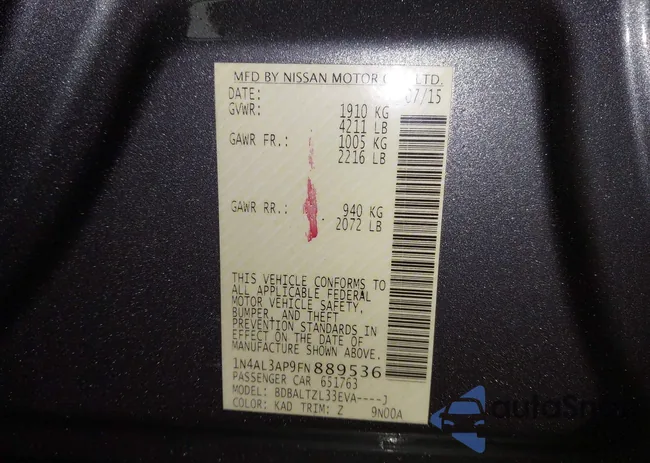 MFD BY NISSAN MOTOR CO., LTD.
DATE: 07/15
GVWR: 1910 KG
4211 LB
GAWR FR.: 1005 KG
2216 LB
GAWR RR.: 940 KG
2072 LB
THIS VEHICLE CONFORMS TO
ALL APPLICABLE FEDERAL
MOTOR VEHICLE SAFETY,
BUMPER, AND THEFT
PREVENTION STANDARDS IN
EFFECT ON THE DATE OF
MANUFACTURE SHOWN ABOVE.
1N4AL3AP9FN889536
PASSENGER CAR 651763
MODEL: BDBALTZL33EVA----J
COLOR: KAD TRIM: Z 9N00A